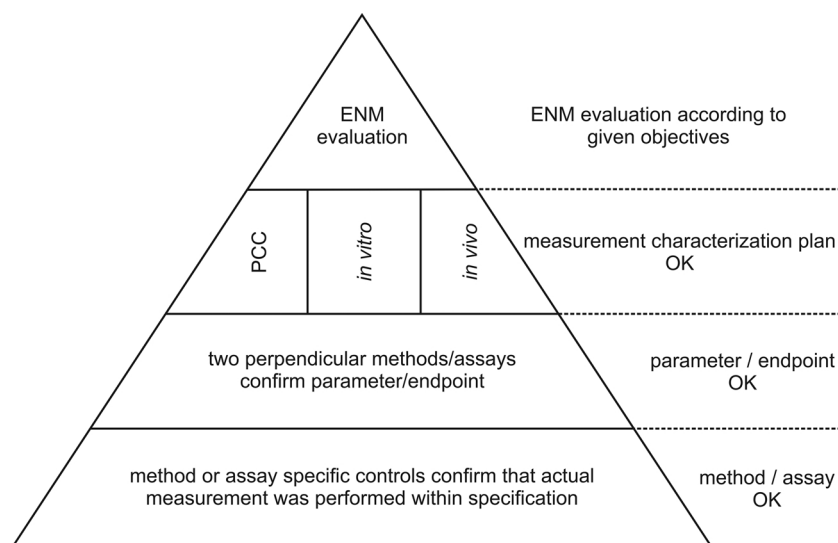 ENM
evaluation
ENM evaluation according to
given objectives
PCC
in vitro
in vivo
measurement characterization plan
OK
two perpendicular methods/assays
confirm parameter/endpoint
parameter / endpoint
OK
method or assay specific controls confirm that actual
measurement was performed within specification
method / assay
OK